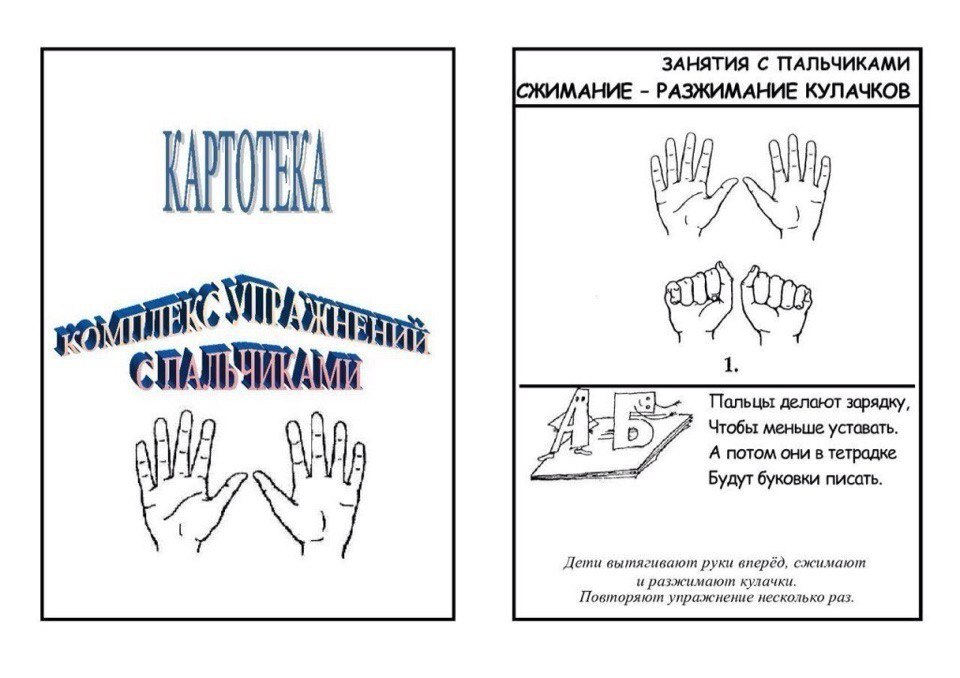 КАРТОТЕКА
КОМПЛЕКС УПРАЖНЕНИЙ
С ПАЛЬЧИКАМИ
ЗАНЯТИЯ С ПАЛЬЧИКАМИ
СЖИМАНИЕ – РАЗЖИМАНИЕ КУЛАЧКОВ
1.
А Б
Пальцы делают зарядку,
Чтобы меньше уставать.
А потом они в тетрадке
Будут буковки писать.
Дети вытягивают руки вперёд, сжимают
и разжимают кулачки.
Повторяют упражнение несколько раз.